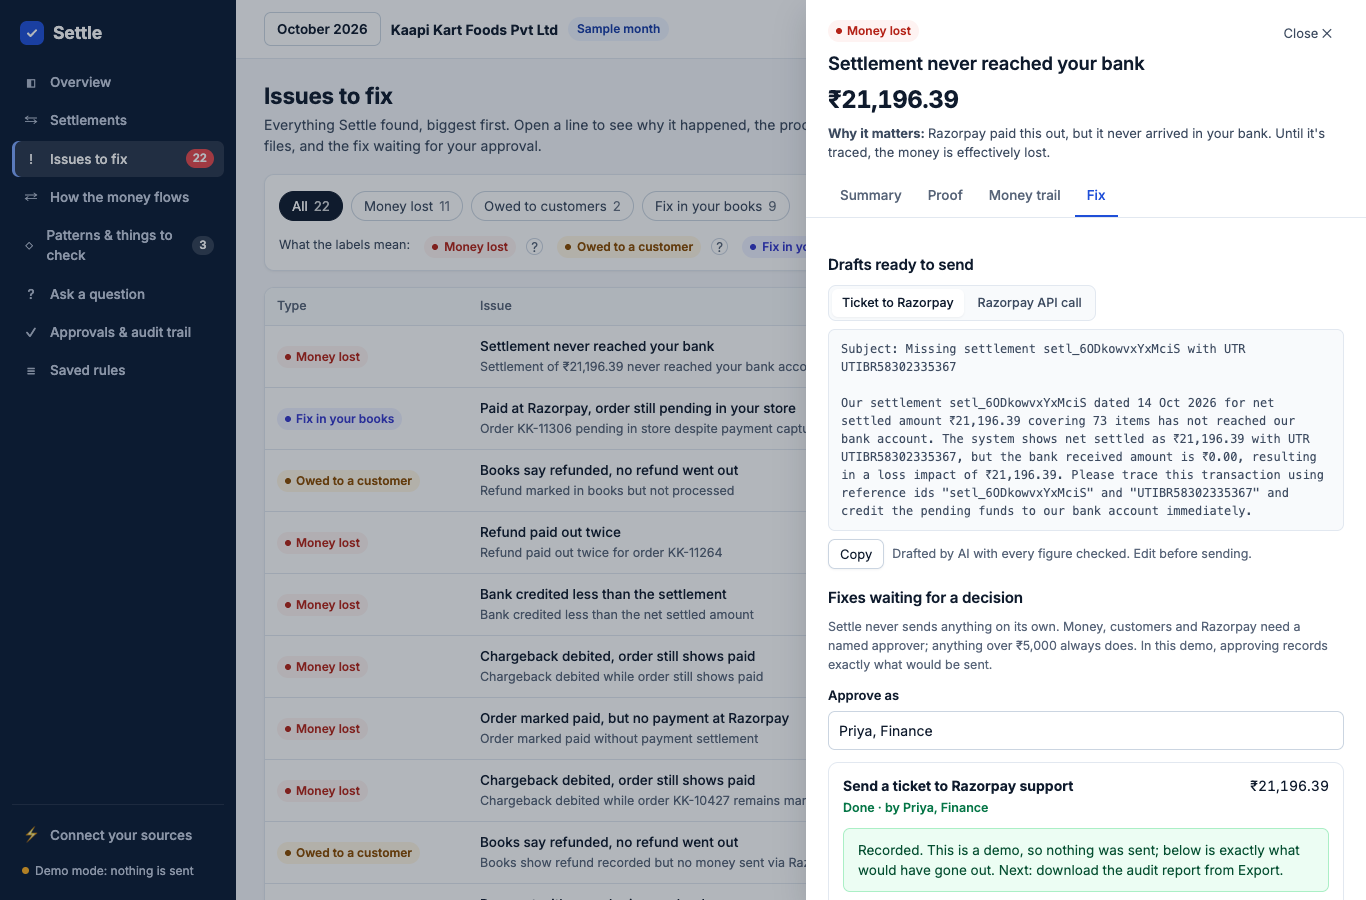 Settle
Overview
Settlements
! Issues to fix 22
How the money flows
Patterns & things to
check
3
? Ask a question
Approvals & audit trail
Saved rules
Connect your sources
Demo mode: nothing is sent
October 2026
Kaapi Kart Foods Pvt Ltd
Sample month
Issues to fix
Everything Settle found, biggest first. Open a line to see why it happened, the proo
files, and the fix waiting for your approval.
All 22
Money lost 11
Owed to customers 2
Fix in your books 9
What the labels mean:
Money lost ?
Owed to a customer ?
Fix in yo
Type
Issue
Money lost
Settlement never reached your bank
Settlement of ₹21,196.39 never reached your bank acco
Fix in your books
Paid at Razorpay, order still pending in your store
Order KK-11306 pending in store despite payment captu
Owed to a customer
Books say refunded, no refund went out
Refund marked in books but not processed
Money lost
Refund paid out twice
Refund paid out twice for order KK-11264
Money lost
Bank credited less than the settlement
Bank credited less than the net settled amount
Money lost
Chargeback debited, order still shows paid
Chargeback debited while order still shows paid
Money lost
Order marked paid, but no payment at Razorpay
Order marked paid without payment settlement
Money lost
Chargeback debited, order still shows paid
Chargeback debited while order KK-10427 remains mar
Owed to a customer
Books say refunded, no refund went out
Books show refund recorded but no money sent via Raz
Money lost
Close
Settlement never reached your bank
₹21,196.39
Why it matters: Razorpay paid this out, but it never arrived in your bank. Until it's
traced, the money is effectively lost.
Summary
Proof
Money trail
Fix
Drafts ready to send
Ticket to Razorpay
Razorpay API call
Subject: Missing settlement setl_6ODkowvxYxMciS with UTR
UTIBR58302335367
Our settlement setl_6ODkowvxYxMciS dated 14 Oct 2026 for net
settled amount ₹21,196.39 covering 73 items has not reached our
bank account. The system shows net settled as ₹21,196.39 with UTR
UTIBR58302335367, but the bank received amount is ₹0.00, resulting
in a loss impact of ₹21,196.39. Please trace this transaction using
reference ids "setl_6ODkowvxYxMciS" and "UTIBR58302335367" and
credit the pending funds to our bank account immediately.
Copy
Drafted by AI with every figure checked. Edit before sending.
Fixes waiting for a decision
Settle never sends anything on its own. Money, customers and Razorpay need a
named approver; anything over ₹5,000 always does. In this demo, approving records
exactly what would be sent.
Approve as
Priya, Finance
Send a ticket to Razorpay support
₹21,196.39
Done · by Priya, Finance
Recorded. This is a demo, so nothing was sent; below is exactly what
would have gone out. Next: download the audit report from Export.